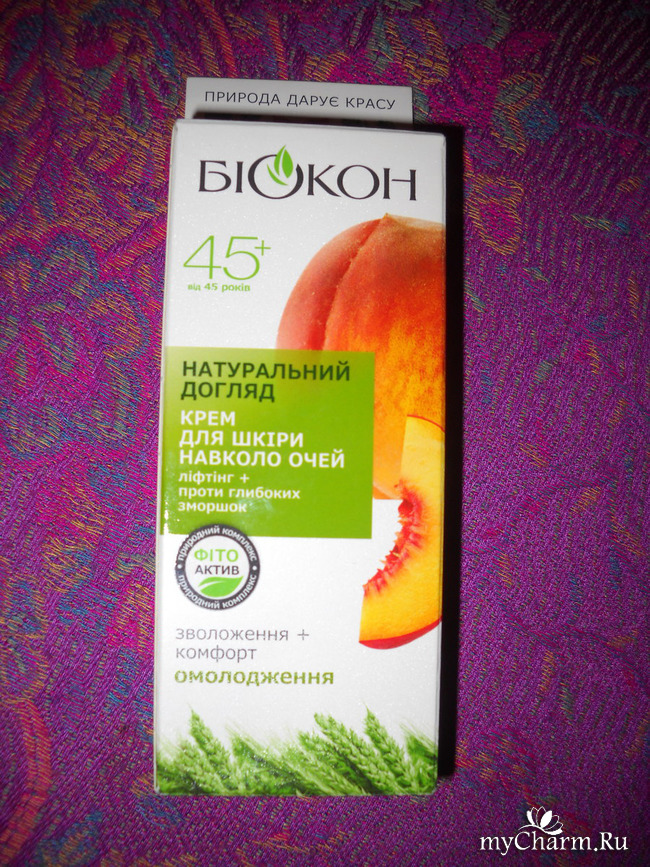 ПРИРОДА ДАРУЄ КРАСУ
БІОКОН
45+
від 45 років
НАТУРАЛЬНИЙ
ДОГЛЯД
КРЕМ
ДЛЯ ШКІРИ
НАВКОЛО ОЧЕЙ
ліфтінг +
проти глибоких
зморшок
природний комплекс
ФІТО
АКТИВ
природний комплекс
зволоження +
комфорт
омолодження
myCharm.Ru